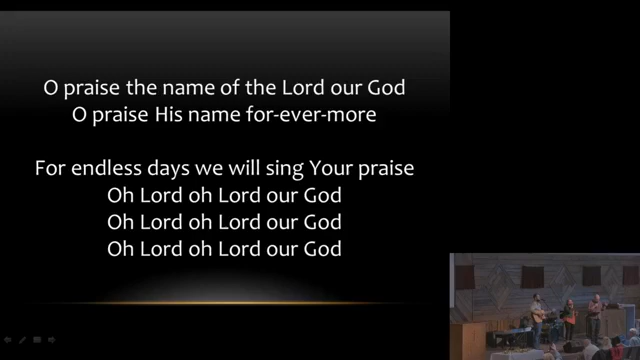 O praise the name of the Lord our God
O praise His name for-ever-more
For endless days we will sing Your praise
Oh Lord oh Lord our God
Oh Lord oh Lord our God
Oh Lord oh Lord our God